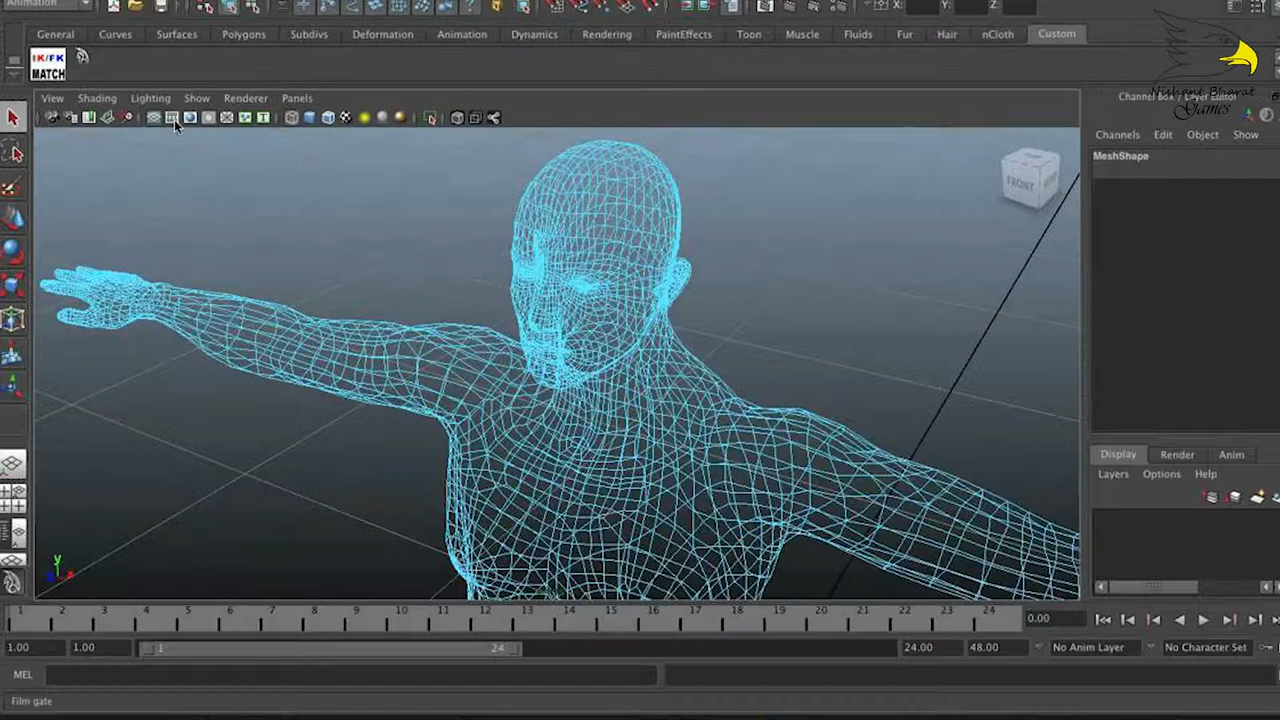 Animation
X:
Y:
Z:
General Curves Surfaces Polygons Subdivs Deformation Animation Dynamics Rendering PaintEffects Toon Muscle Fluids Fur Hair nCloth Custom
IK/FK
MATCH
Nishant Bharat
Games
View Shading Lighting Show Renderer Panels
Channel Box / Layer Editor
Channels Edit Object Show
MeshShape
FRONT
Display Render Anim
Layers Options Help
y
x
1 2 3 4 5 6 7 8 9 10 11 12 13 14 15 16 17 18 19 20 21 22 23 24
0.00
1.00 1.00 1 24 24.00 48.00 No Anim Layer No Character Set
MEL
Film gate